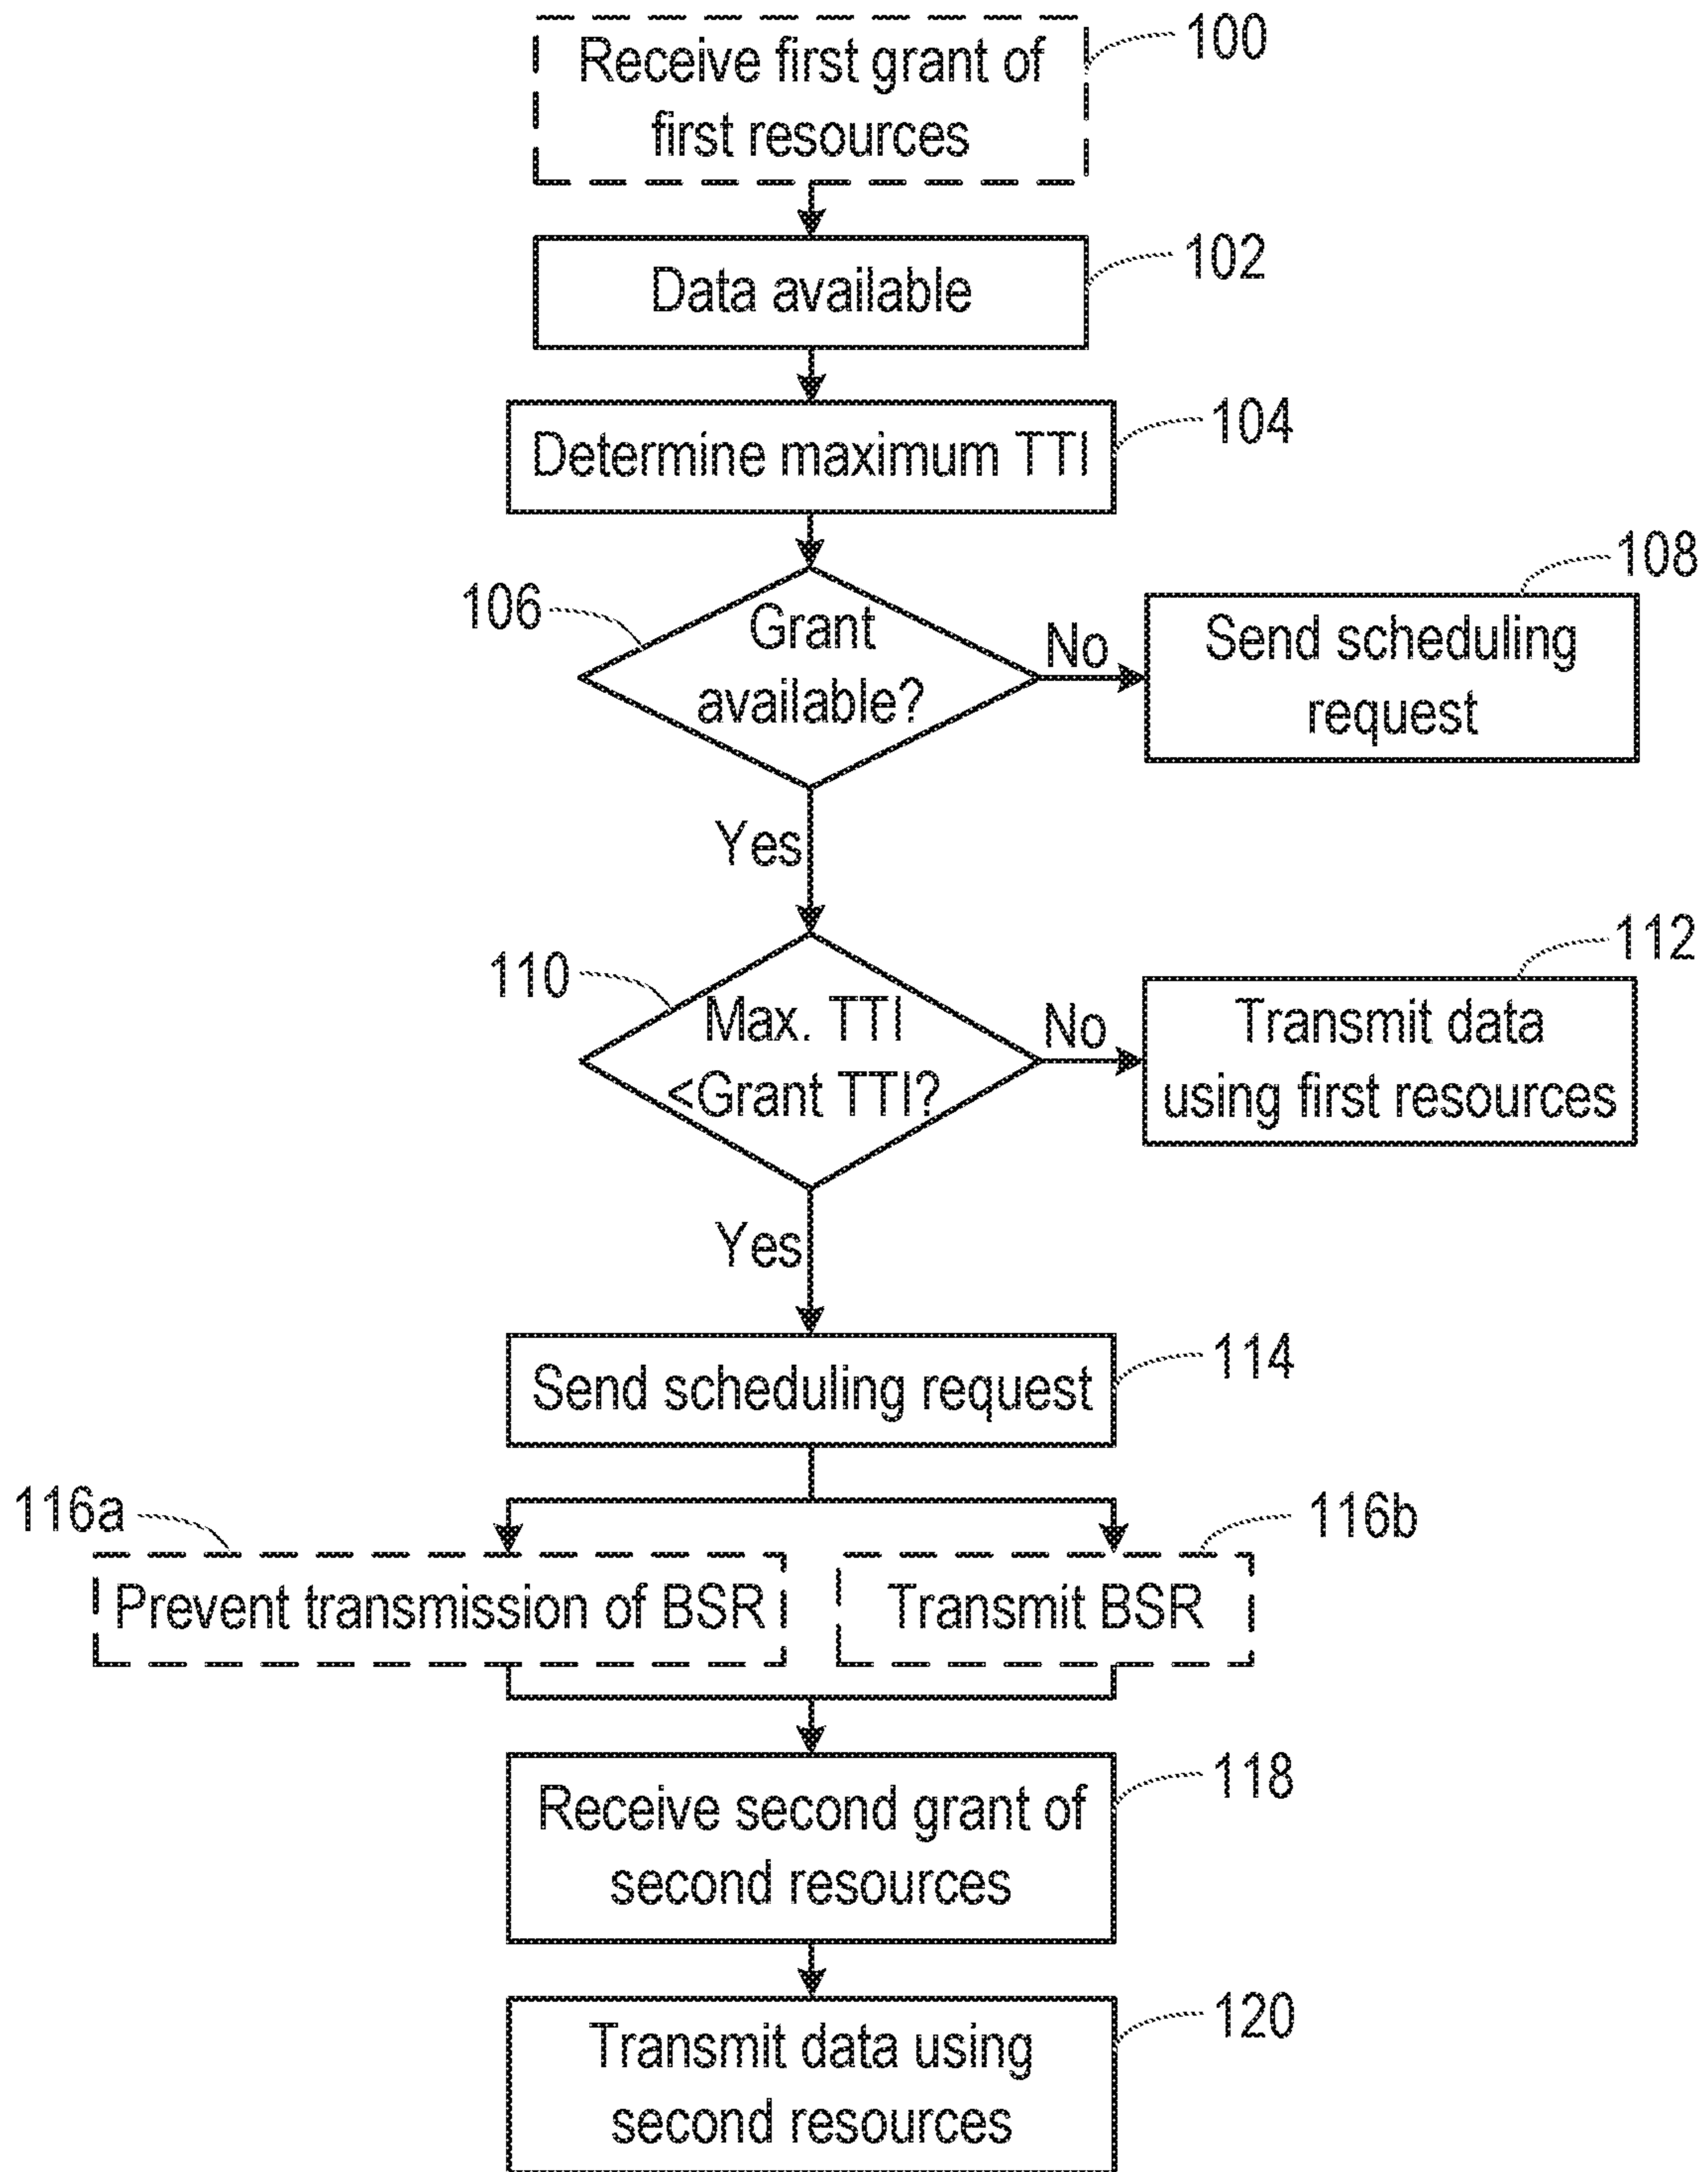 Receive first grant of
first resources
100
Data available
102
Determine maximum TTI
104
106
Grant
available?
No
Send scheduling
request
108
Yes
110
Max. TTI
<Grant TTI?
No
Transmit data
using first resources
112
Yes
Send scheduling request
114
116a
Prevent transmission of BSR
Transmit BSR
116b
Receive second grant of
second resources
118
Transmit data using
second resources
120